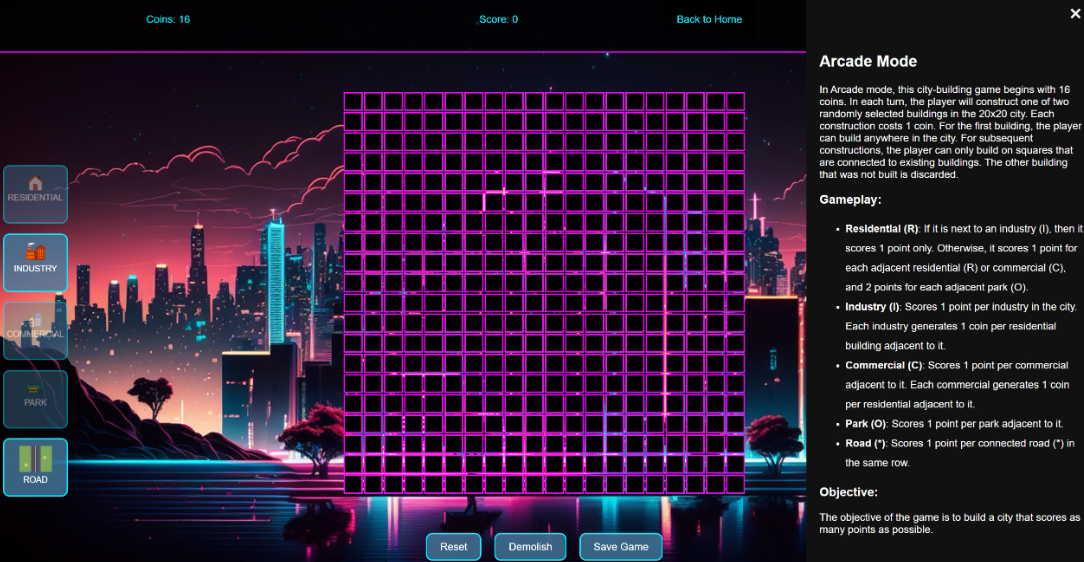 Coins: 16
Score: 0
Back to Home
RESIDENTIAL
INDUSTRY
COMMERCIAL
PARK
ROAD
Reset
Demolish
Save Game
×
Arcade Mode
In Arcade mode, this city-building game begins with 16
coins. In each turn, the player will construct one of two
randomly selected buildings in the 20x20 city. Each
construction costs 1 coin. For the first building, the player
can build anywhere in the city. For subsequent
constructions, the player can only build on squares that
are connected to existing buildings. The other building
that was not built is discarded.
Gameplay:
• Residential (R): If it is next to an industry (I), then it
scores 1 point only. Otherwise, it scores 1 point for
each adjacent residential (R) or commercial (C),
and 2 points for each adjacent park (O).
• Industry (I): Scores 1 point per industry in the city.
Each industry generates 1 coin per residential
building adjacent to it.
• Commercial (C): Scores 1 point per commercial
adjacent to it. Each commercial generates 1 coin
per residential adjacent to it.
• Park (O): Scores 1 point per park adjacent to it.
• Road (*): Scores 1 point per connected road (*) in
the same row.
Objective:
The objective of the game is to build a city that scores as
many points as possible.